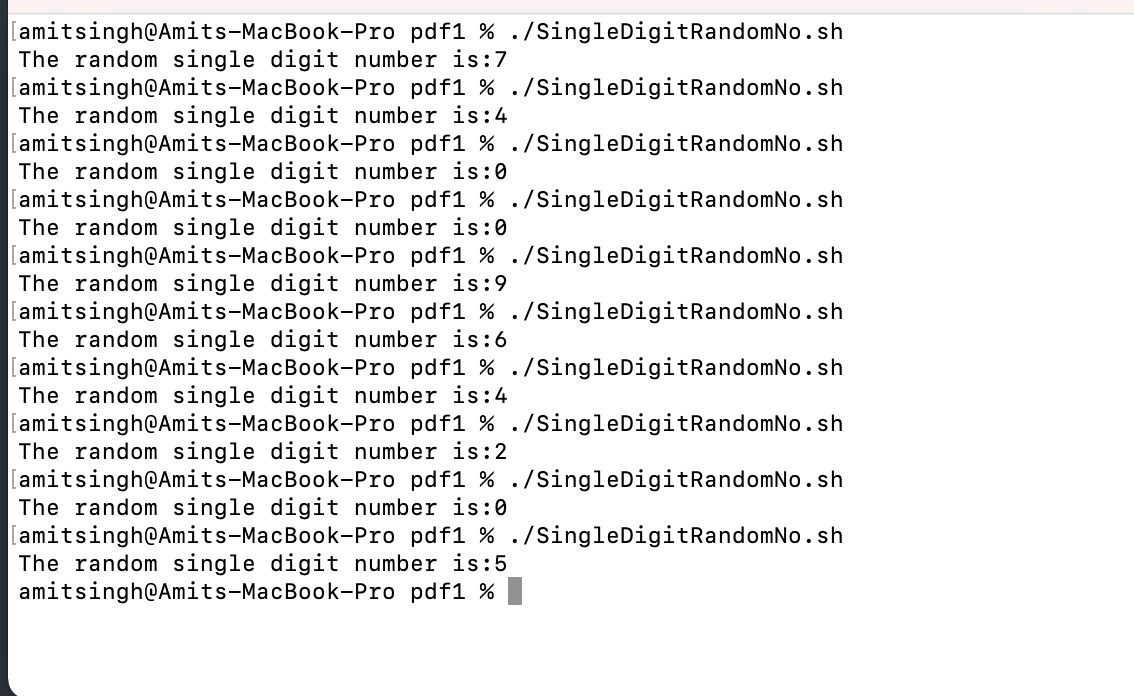 [amitsingh@Amits-MacBook-Pro pdf1 % ./SingleDigitRandomNo.sh
The random single digit number is:7
[amitsingh@Amits-MacBook-Pro pdf1 % ./SingleDigitRandomNo.sh
The random single digit number is:4
[amitsingh@Amits-MacBook-Pro pdf1 % ./SingleDigitRandomNo.sh
The random single digit number is:0
[amitsingh@Amits-MacBook-Pro pdf1 % ./SingleDigitRandomNo.sh
The random single digit number is:0
[amitsingh@Amits-MacBook-Pro pdf1 % ./SingleDigitRandomNo.sh
The random single digit number is:9
[amitsingh@Amits-MacBook-Pro pdf1 % ./SingleDigitRandomNo.sh
The random single digit number is:6
[amitsingh@Amits-MacBook-Pro pdf1 % ./SingleDigitRandomNo.sh
The random single digit number is:4
[amitsingh@Amits-MacBook-Pro pdf1 % ./SingleDigitRandomNo.sh
The random single digit number is:2
[amitsingh@Amits-MacBook-Pro pdf1 % ./SingleDigitRandomNo.sh
The random single digit number is:0
[amitsingh@Amits-MacBook-Pro pdf1 % ./SingleDigitRandomNo.sh
The random single digit number is:5
amitsingh@Amits-MacBook-Pro pdf1 %